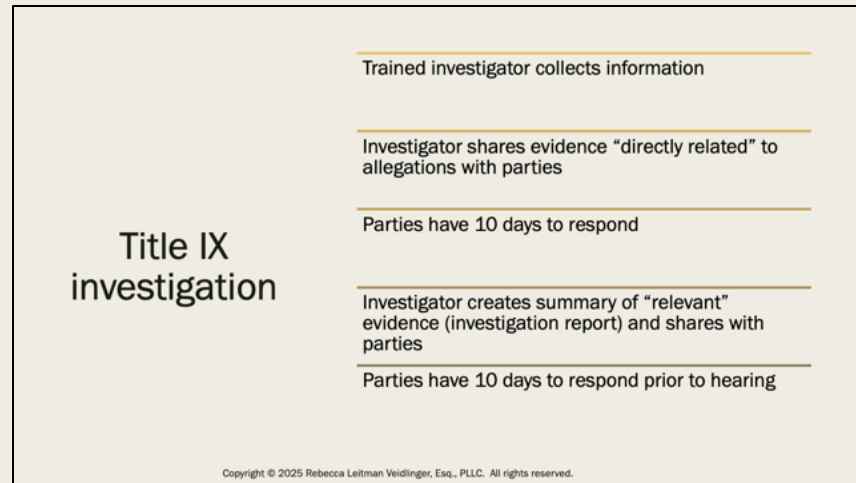 Title IX
investigation
Trained investigator collects information
Investigator shares evidence “directly related” to
allegations with parties
Parties have 10 days to respond
Investigator creates summary of “relevant”
evidence (investigation report) and shares with
parties
Parties have 10 days to respond prior to hearing
Copyright © 2025 Rebecca Leitman Veidlinger, Esq., PLLC. All rights reserved.